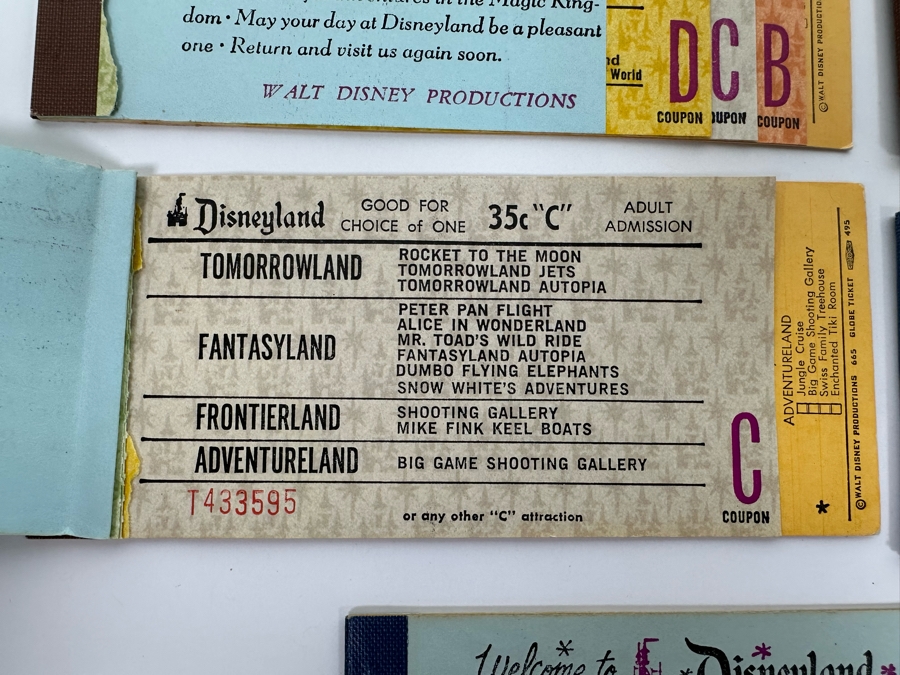 dom · May your day at Disneyland be a pleasant
one · Return and visit us again soon.
WALT DISNEY PRODUCTIONS
World
D C B
COUPON COUPON
© WALT DISNEY PRODUCTIO
Disneyland
GOOD FOR
CHOICE of ONE
35c "C"
ADULT
ADMISSION
TOMORROWLAND
ROCKET TO THE MOON
TOMORROWLAND JETS
TOMORROWLAND AUTOPIA
FANTASYLAND
PETER PAN FLIGHT
ALICE IN WONDERLAND
MR. TOAD'S WILD RIDE
FANTASYLAND AUTOPIA
DUMBO FLYING ELEPHANTS
SNOW WHITE'S ADVENTURES
FRONTIERLAND
SHOOTING GALLERY
MIKE FINK KEEL BOATS
ADVENTURELAND
BIG GAME SHOOTING GALLERY
T433595
or any other "C" attraction
C
COUPON
ADVENTURELAND
Jungle Cruise
Big Game Shooting Gallery
Swiss Family Treehouse
Enchanted Tiki Room
*
© WALT DISNEY PRODUCTIONS 665 GLOBE TICKET 495
Welcome to Disneyland